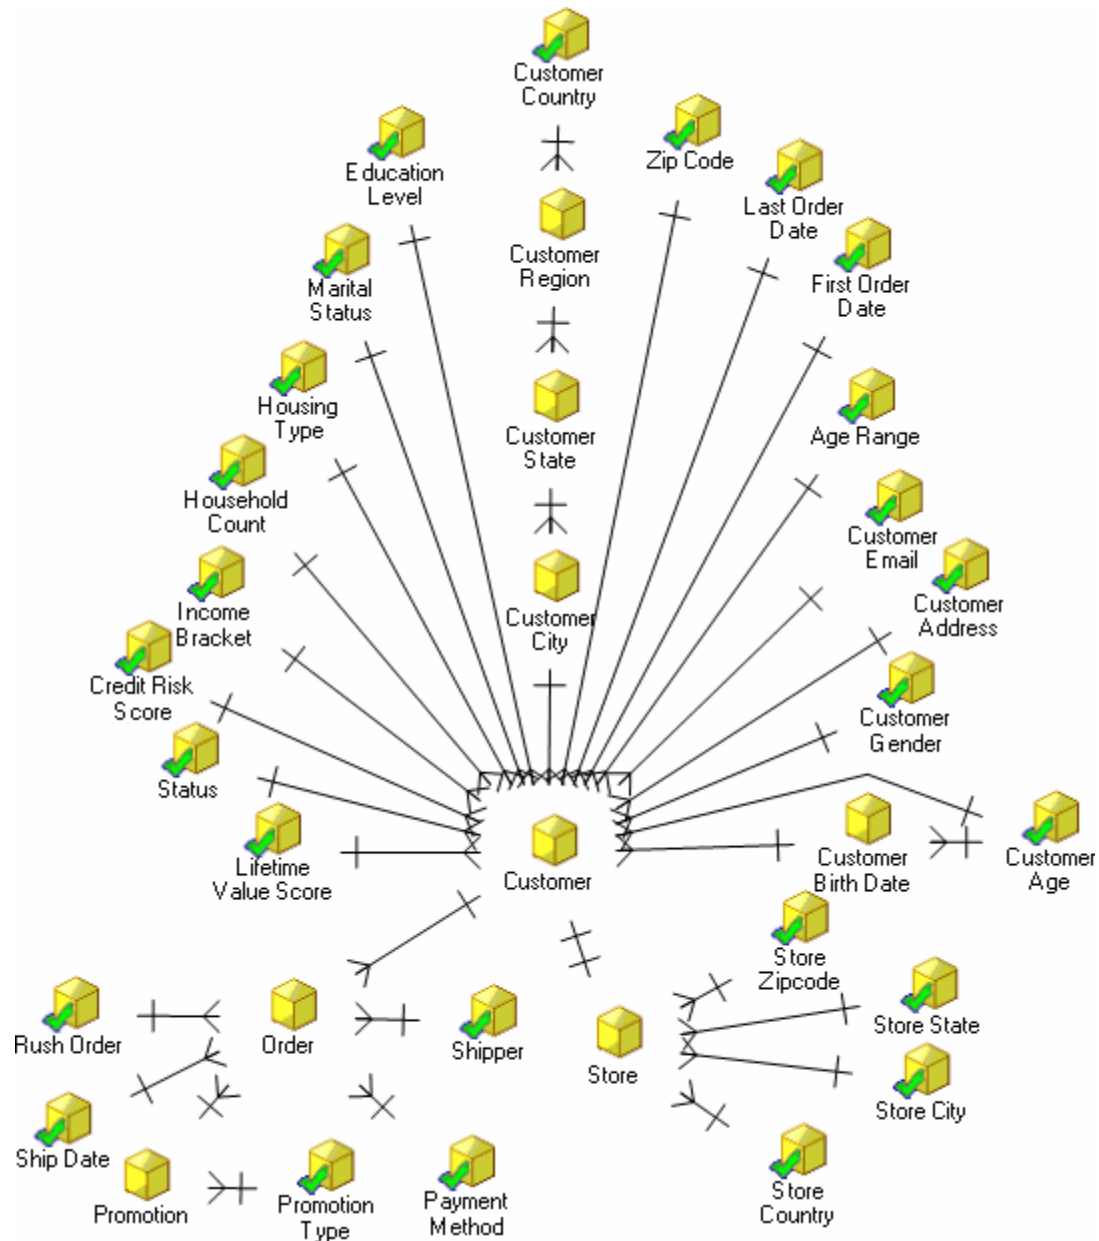 Customer
Country
Zip Code
Education
Level
Last Order
Date
Customer
Region
First Order
Date
Marital
Status
Housing
Type
Customer
State
Age Range
Household
Count
Customer
Email
Customer
City
Income
Bracket
Customer
Address
Credit Risk
Score
Customer
Gender
Status
Lifetime
Value Score
Customer
Customer
Birth Date
Customer
Age
Store
Zipcode
Rush Order
Order
Shipper
Store
Store State
Store City
Ship Date
Promotion
Promotion
Type
Payment
Method
Store
Country